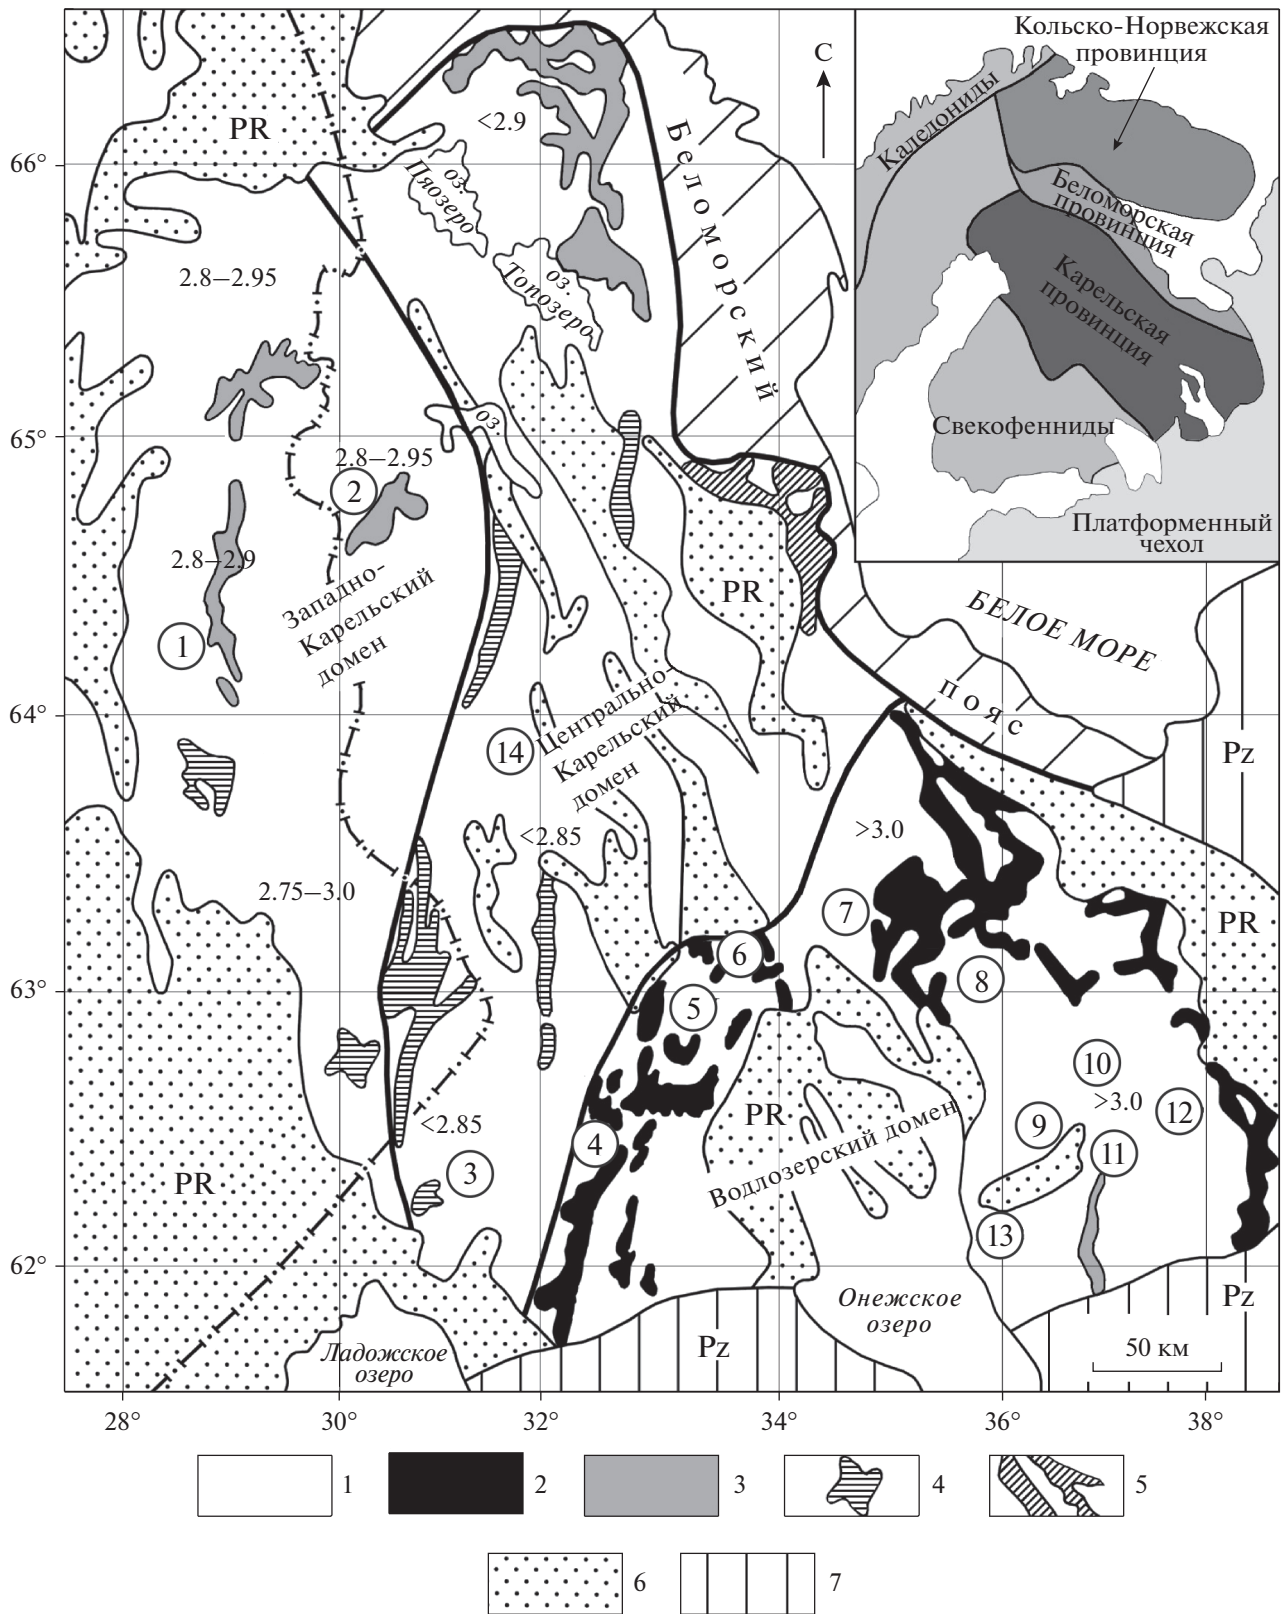 Кольско-Норвежская
провинция
Каледониды
Беломорская
провинция
Карельская
провинция
Свекофенниды
Платформенный
чехол
С
PR
<2.9
66°
оз.
Пяозеро
оз.
Топозеро
Беломорский
2.8–2.95
65°
оз.
2.8–2.95
2
2.8–2.9
Западно-
Карельский
домен
1
PR
БЕЛОЕ МОРЕ
пояс
64°
14
Центрально-
Карельский
домен
Pz
>3.0
<2.85
2.75–3.0
7
6
PR
63°
8
5
10
>3.0
12
PR
9
4
11
<2.85
Водлозерский домен
3
PR
13
62°
Онежское
озеро
Pz
Ладожское
озеро
Pz
50 км
28°
30°
32°
34°
36°
38°
1
2
3
4
5
6
7